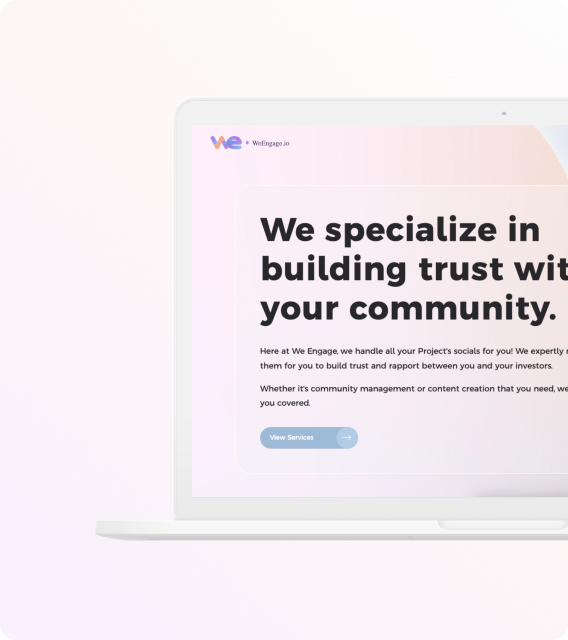 we WeEngage.io
We specialize in
building trust wit
your community.
Here at We Engage, we handle all your Project's socials for you! We expertly
them for you to build trust and rapport between you and your investors.
Whether it's community management or content creation that you need, we
you covered.
View Services